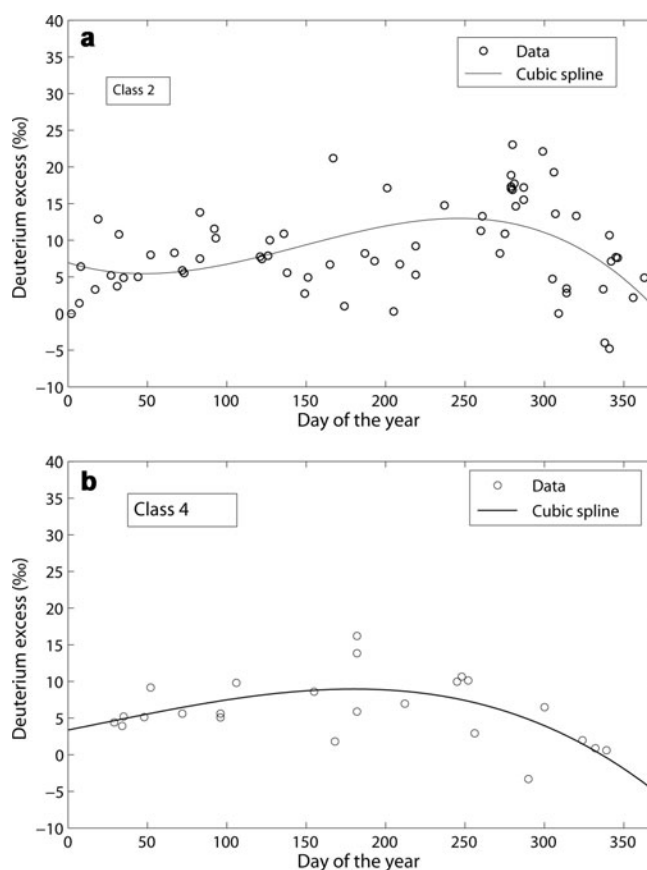 a
40
35
30
25
20
15
10
5
0
−5
−10
Deuterium excess (‰)
Class 2
Data
Cubic spline
0 50 100 150 200 250 300 350
Day of the year
b
40
35
30
25
20
15
10
5
0
−5
−10
Deuterium excess (‰)
Class 4
Data
Cubic spline
0 50 100 150 200 250 300 350
Day of the year